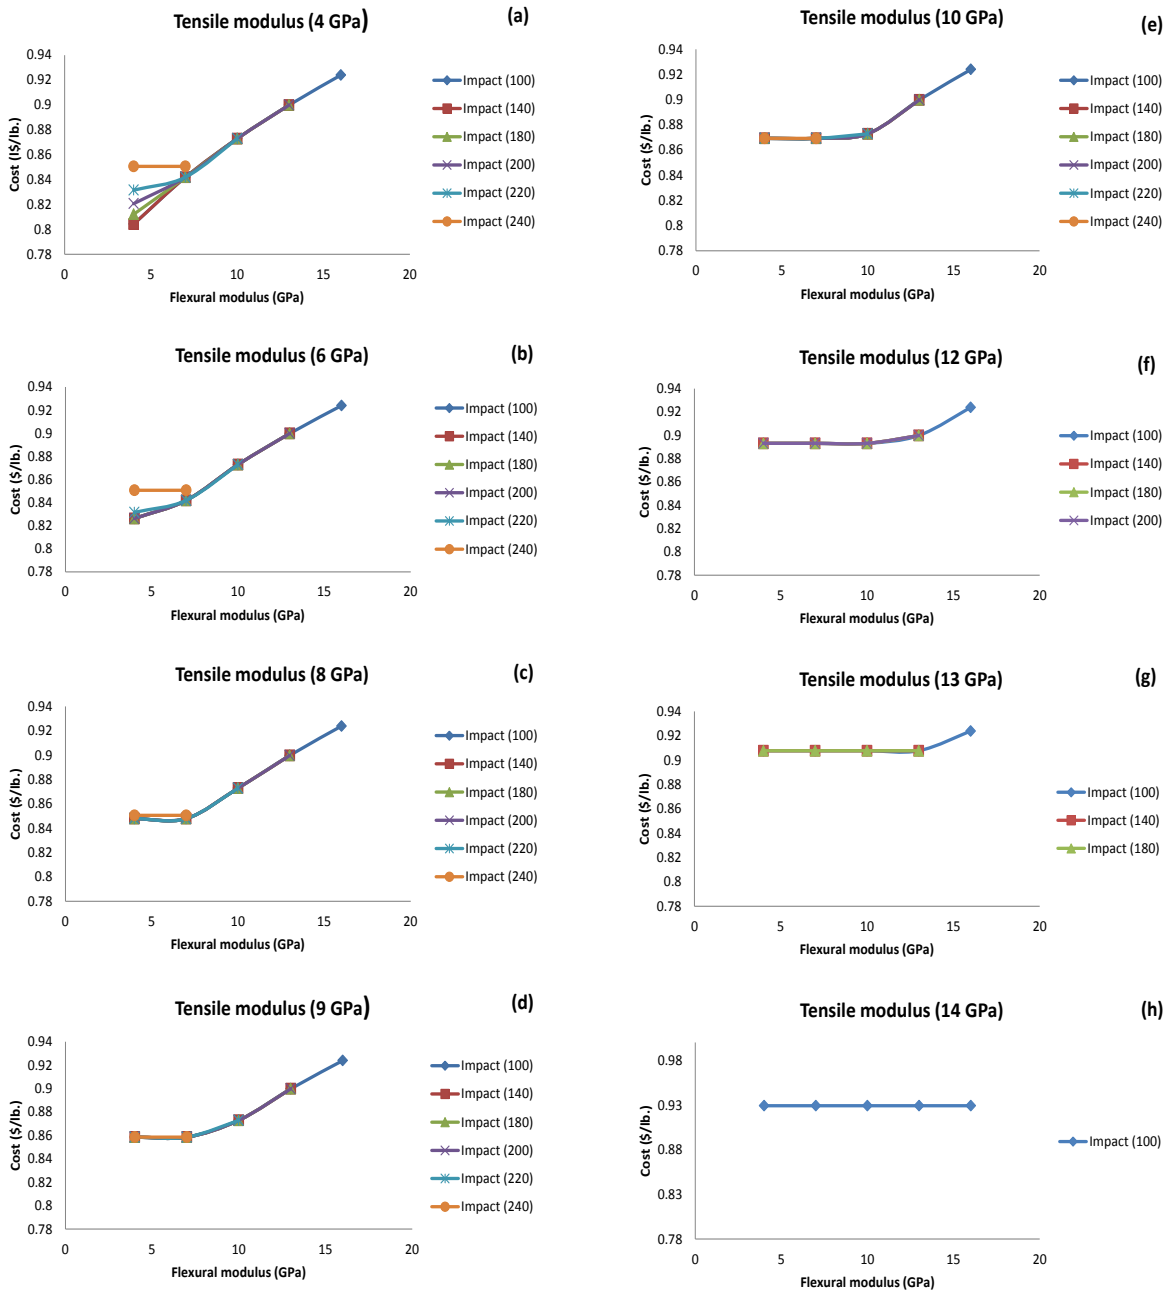 Tensile modulus (4 GPa)
(a)
0.94
0.92
0.9
0.88
0.86
0.84
0.82
0.8
0.78
Cost (I$/lb.)
0
5
10
15
20
Flexural modulus (GPa)
Impact (100)
Impact (140)
Impact (180)
Impact (200)
Impact (220)
Impact (240)
Tensile modulus (6 GPa)
(b)
0.94
0.92
0.9
0.88
0.86
0.84
0.82
0.8
0.78
Cost ($/lb.)
0
5
10
15
20
Flexural modulus (GPa)
Impact (100)
Impact (140)
Impact (180)
Impact (200)
Impact (220)
Impact (240)
Tensile modulus (8 GPa)
(c)
0.94
0.92
0.9
0.88
0.86
0.84
0.82
0.8
0.78
Cost ($/lb.)
0
5
10
15
20
Flexural modulus (GPa)
Impact (100)
Impact (140)
Impact (180)
Impact (200)
Impact (220)
Impact (240)
Tensile modulus (9 GPa)
(d)
0.94
0.92
0.9
0.88
0.86
0.84
0.82
0.8
0.78
Cost ($/lb.)
0
5
10
15
20
Flexural modulus (GPa)
Impact (100)
Impact (140)
Impact (180)
Impact (200)
Impact (220)
Impact (240)
Tensile modulus (10 GPa)
(e)
0.94
0.92
0.9
0.88
0.86
0.84
0.82
0.8
0.78
Cost ($/lb.)
0
5
10
15
20
Flexural modulus (GPa)
Impact (100)
Impact (140)
Impact (180)
Impact (200)
Impact (220)
Impact (240)
Tensile modulus (12 GPa)
(f)
0.94
0.92
0.9
0.88
0.86
0.84
0.82
0.8
0.78
Cost ($/lb.)
0
5
10
15
20
Flexural modulus (GPa)
Impact (100)
Impact (140)
Impact (180)
Impact (200)
Tensile modulus (13 GPa)
(g)
0.94
0.92
0.9
0.88
0.86
0.84
0.82
0.8
0.78
Cost ($/lb.)
0
5
10
15
20
Flexural modulus (GPa)
Impact (100)
Impact (140)
Impact (180)
Tensile modulus (14 GPa)
(h)
0.98
0.93
0.88
0.83
0.78
Cost ($/lb.)
0
5
10
15
20
Flexural modulus (GPa)
Impact (100)